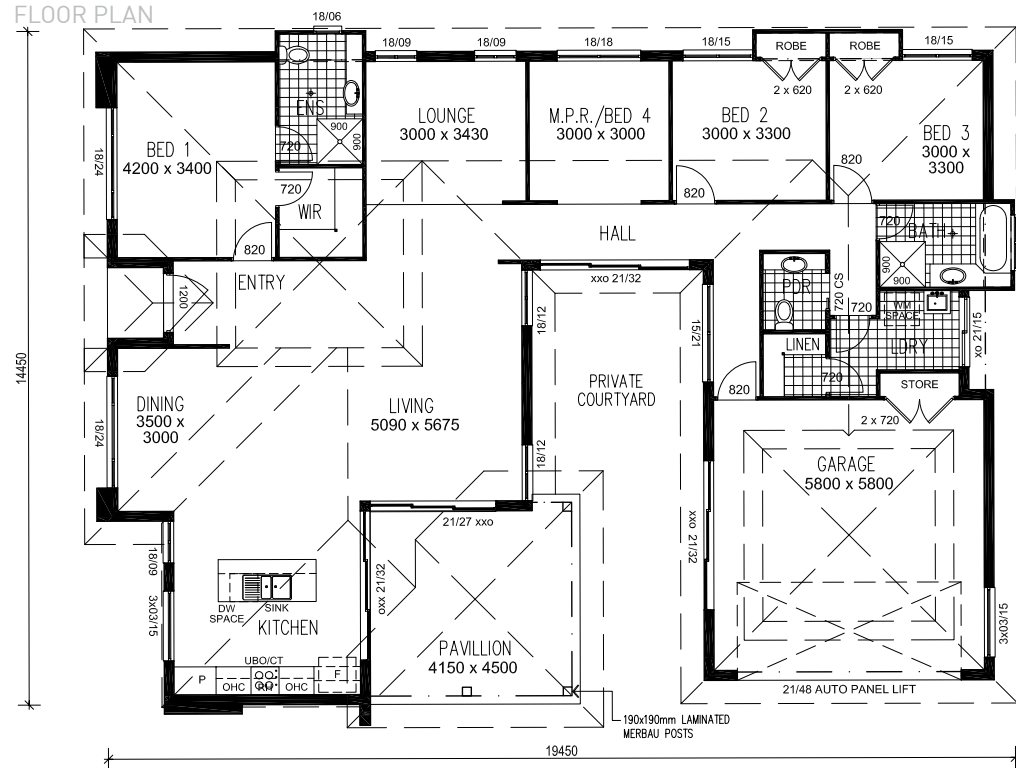 FLOOR PLAN
18/06
18/09
18/09
18/18
18/15
18/15
ROBE
ROBE
2 x 620
2 x 620
ENS
900
900
720
LOUNGE
3000 x 3430
M.P.R./BED 4
3000 x 3000
BED 2
3000 x 3300
BED 3
3000 x
3300
BED 1
4200 x 3400
18/24
720
WIR
820
820
820
HALL
720
BATH
900
900
ENTRY
1200
xxo 21/32
PDR
720 CS
720
WM
SPACE
LDRY
xo 21/15
LINEN
720
18/12
15/21
14450
PRIVATE
COURTYARD
820
STORE
2 x 720
DINING
3500 x
3000
18/24
LIVING
5090 x 5675
18/12
GARAGE
5800 x 5800
21/27 xxo
xxo 21/32
18/09
3x03/15
oxx 21/32
DW
SPACE
SINK
KITCHEN
3x03/15
PAVILLION
4150 x 4500
UBO/CT
P
OHC
RH
OHC
F
21/48 AUTO PANEL LIFT
190x190mm LAMINATED
MERBAU POSTS
19450